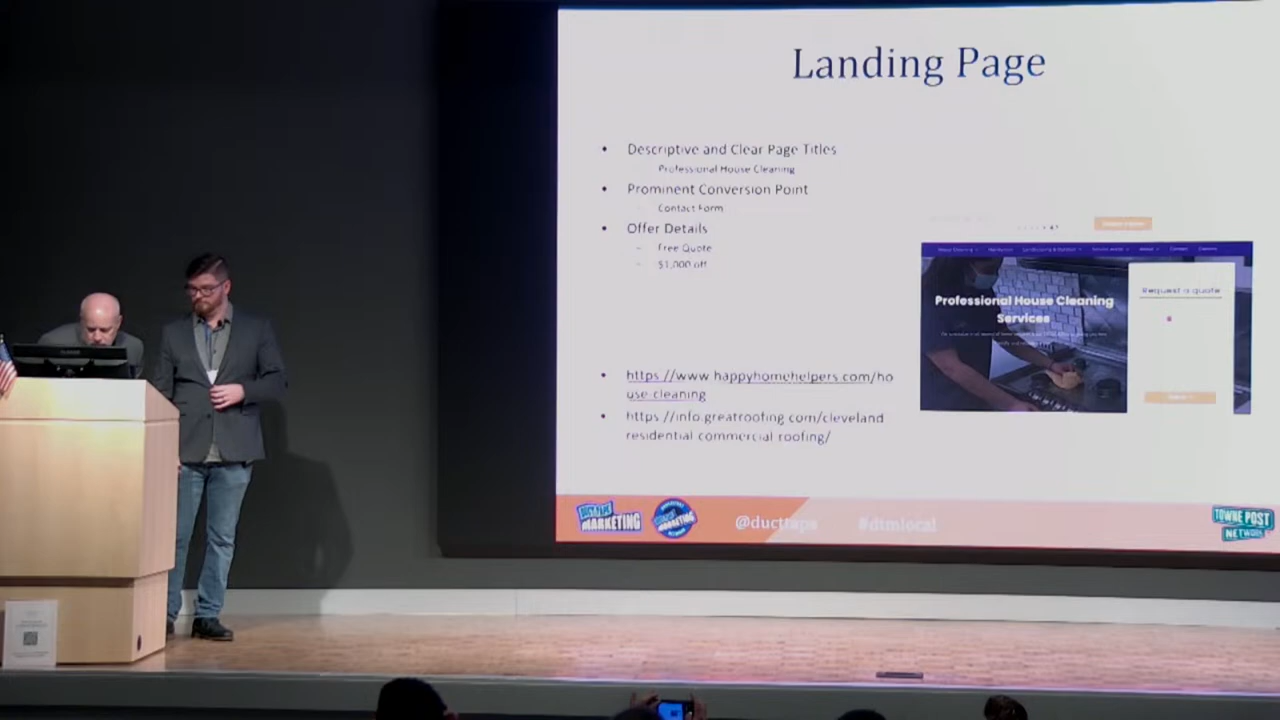 Landing Page
• Descriptive and Clear Page Titles
Professional House Cleaning
• Prominent Conversion Point
– Contact Form
• Offer Details
– Free Quote
– $1,000 off
• https://www.happyhomehelpers.com/ho
use-cleaning
• https://info.greatroofing.com/cleveland
residential-commercial-roofing/
Professional House Cleaning
Services
Request a quote
DUCT TAPE
MARKETING
@ducttape
#dtmlocal
TOWNE POST
NETWORK